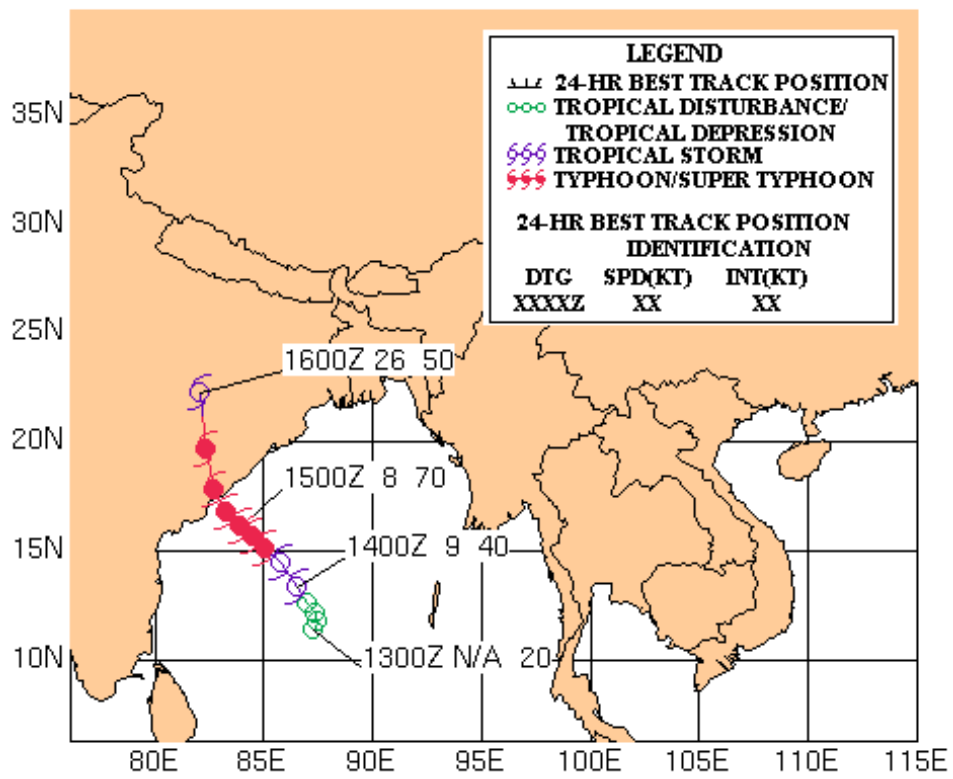 LEGEND
24-HR BEST TRACK POSITION
TROPICAL DISTURBANCE/
TROPICAL DEPRESSION
TROPICAL STORM
TYPHOON/SUPER TYPHOON
24-HR BEST TRACK POSITION
IDENTIFICATION
DTG SPD(KT) INT(KT)
XXXXZ XX XX
35N
30N
25N
1600Z 26 50
20N
1500Z 8 70
15N
1400Z 9 40
10N
1300Z N/A 20
80E 85E 90E 95E 100E 105E 110E 115E